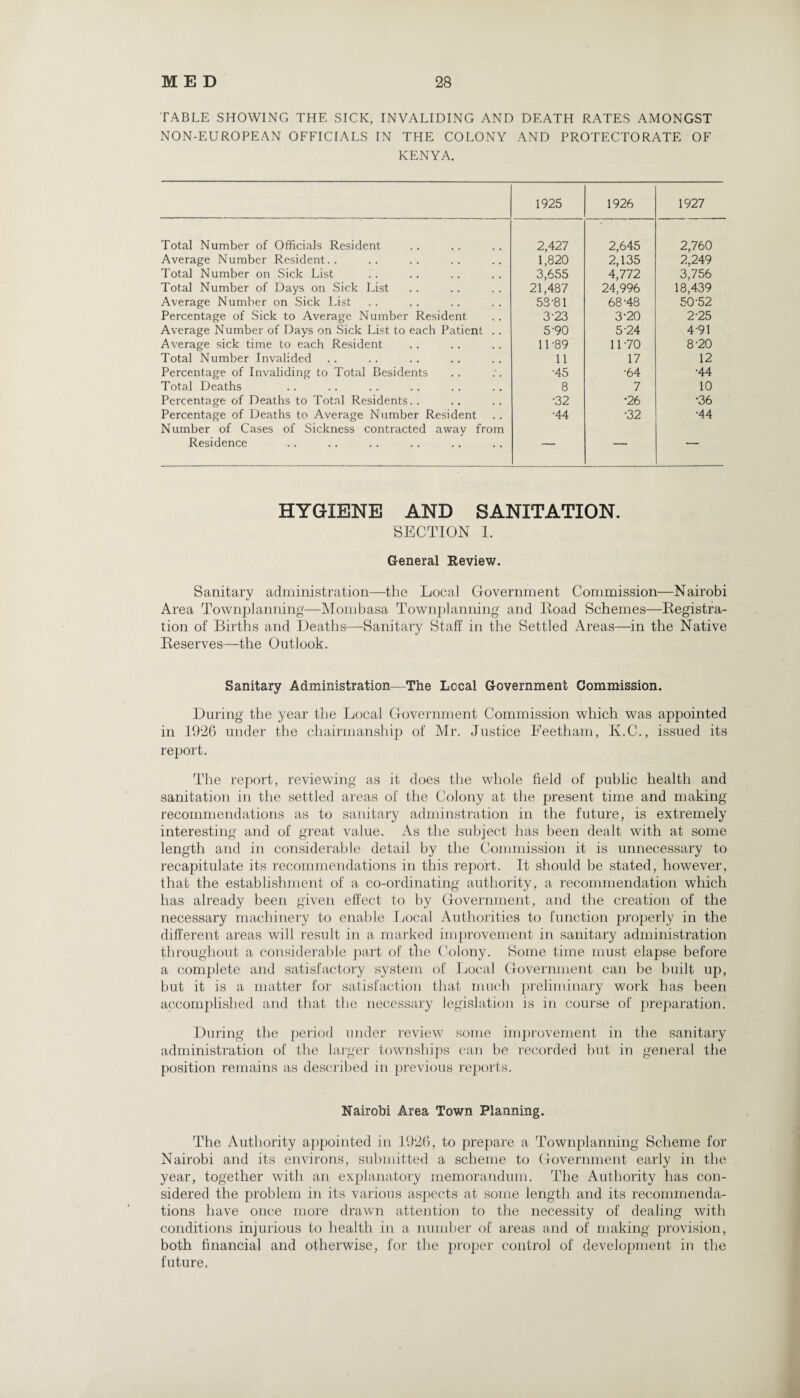 M E D 28
TABLE SHOWING THE SICK, INVALIDING AND DEATH RATES AMONGST
NON-EUROPEAN OFFICIALS IN THE COLONY AND PROTECTORATE OF
KENYA.
1925 1926 1927
Total Number of Officials Resident .. .. .. 2,427 2,645 2,760
Average Number Resident.. .. .. .. .. 1,820 2,135 2,249
Total Number on Sick List .. .. .. .. 3,655 4,772 3,756
Total Number of Days on Sick List .. .. .. 21,487 24,996 18,439
Average Number on Sick List .. .. .. .. 53·81 68·48 50·52
Percentage of Sick to Average Number Resident .. 3·23 3·20 2·25
Average Number of Days on Sick List to each Patient .. 5·90 5·24 4·91
Average sick time to each Resident .. .. .. 11·89 11·70 8·20
Total Number Invalided .. .. .. .. .. 11 17 12
Percentage of Invaliding to Total Besidents .. .. ·45 ·64 ·44
Total Deaths .. .. .. .. .. .. 8 7 10
Percentage of Deaths to Total Residents.. .. .. ·32 ·26 ·36
Percentage of Deaths to Average Number Resident .. ·44 ·32 ·44
Number of Cases of Sickness contracted away from
Residence .. .. .. .. .. .. — — —
HYGIENE AND SANITATION.
SECTION I.
General Review.
Sanitary administration—the Local Government Commission—Nairobi
Area Townplanning—Mombasa Townplanning and Road Schemes—Registra-
tion of Births and Deaths—Sanitary Staff in the Settled Areas—in the Native
Reserves—the Outlook.
Sanitary Administration—The Local Government Commission.
During the year the Local Government Commission which was appointed
in 1926 under the chairmanship of Mr. Justice Feetham, K.C., issued its
report.
The report, reviewing as it does the whole field of public health and
sanitation in the settled areas of the Colony at the present time and making
recommendations as to sanitary adminstration in the future, is extremely
interesting and of great value. As the subject has been dealt with at some
length and in considerable detail by the Commission it is unnecessary to
recapitulate its recommendations in this report. It should be stated, however,
that the establishment of a co-ordinating authority, a recommendation which
has already been given effect to by Government, and the creation of the
necessary machinery to enable Local Authorities to function properly in the
different areas will result in a marked improvement in sanitary administration
throughout a considerable part of the Colony. Some time must elapse before
a complete and satisfactory system of Local Government can be built up,
but it is a matter for satisfaction that much preliminary work has been
accomplished and that the necessary legislation is in course of preparation.
During the period under review some improvement in the sanitary
administration of the larger townships can be recorded but in general the
position remains as described in previous reports.
Nairobi Area Town Planning.
The Authority appointed in 1926, to prepare a Townplanning Scheme for
Nairobi and its environs, submitted a scheme to Government early in the
year, together with an explanatory memorandum. The Authority has con-
sidered the problem in its various aspects at some length and its recommenda-
tions have once more drawn attention to the necessity of dealing with
conditions injurious to health in a number of areas and of making provision,
both financial and otherwise, for the proper control of development in the
future.